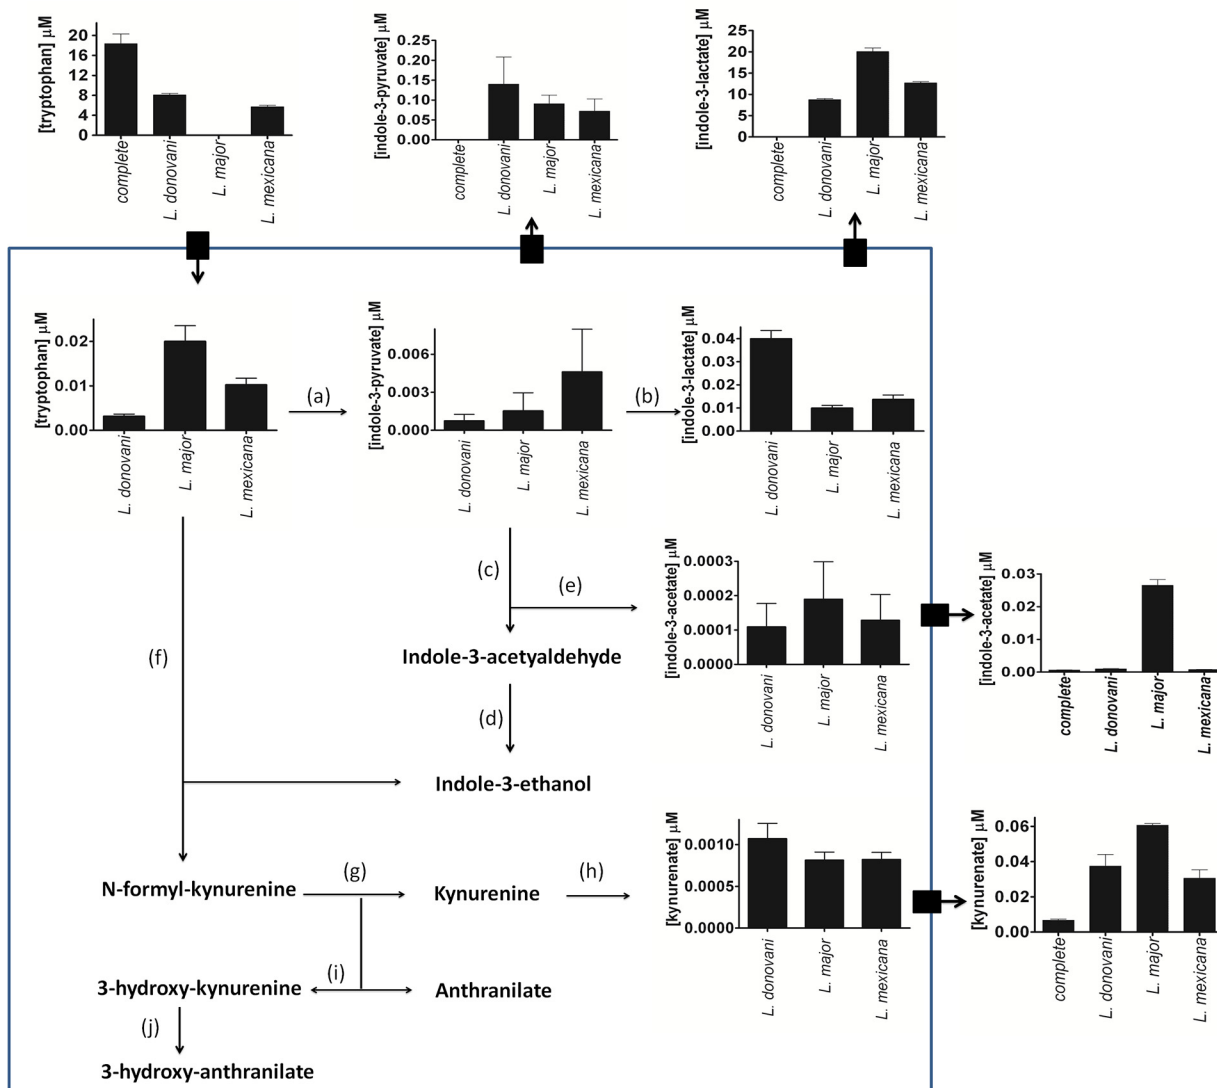 [tryptophan] µM
20
16
12
8
4
0
complete
L. donovani
L. major
L. mexicana
[indole-3-pyruvate] µM
0.25
0.20
0.15
0.10
0.05
0.00
complete
L. donovani
L. major
L. mexicana
[indole-3-lactate] µM
25
20
15
10
5
0
complete
L. donovani
L. major
L. mexicana
[tryptophan] µM
0.02
0.01
0.00
L. donovani
L. major
L. mexicana
(a)
[indole-3-pyruvate] µM
0.006
0.003
0.000
L. donovani
L. major
L. mexicana
(b)
[indole-3-lactate] µM
0.04
0.03
0.02
0.01
0.00
L. donovani
L. major
L. mexicana
(c)
(e)
[indole-3-acetate] µM
0.0003
0.0002
0.0001
0.0000
L. donovani
L. major
L. mexicana
[indole-3-acetate] µM
0.03
0.02
0.01
0.00
complete
L. donovani
L. major
L. mexicana
(f)
Indole-3-acetyaldehyde
(d)
Indole-3-ethanol
N-formyl-kynurenine
(g)
Kynurenine
(h)
[kynurenate] µM
0.0010
0.0005
0.0000
L. donovani
L. major
L. mexicana
[kynurenate] µM
0.06
0.04
0.02
0.00
complete
L. donovani
L. major
L. mexicana
3-hydroxy-kynurenine
(i)
Anthranilate
(j)
3-hydroxy-anthranilate